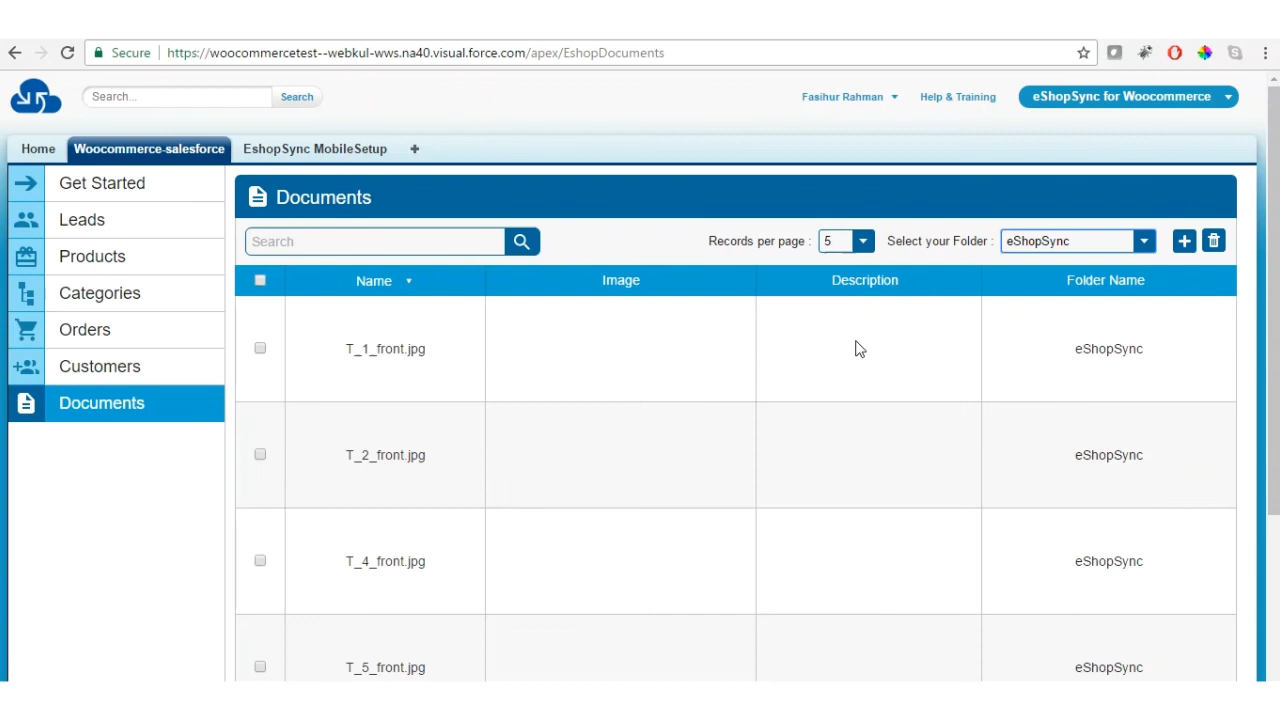 Secure https://woocommercetest--webkul-wws.na40.visual.force.com/apex/EshopDocuments
Search... Search Fasihur Rahman Help & Training eShopSync for Woocommerce
Home Woocommerce-salesforce EshopSync MobileSetup +
Get Started
Leads
Products
Categories
Orders
Customers
Documents
Documents
Search Records per page : 5 Select your Folder : eShopSync
Name Image Description Folder Name
T_1_front.jpg eShopSync
T_2_front.jpg eShopSync
T_4_front.jpg eShopSync
T_5_front.jpg eShopSync